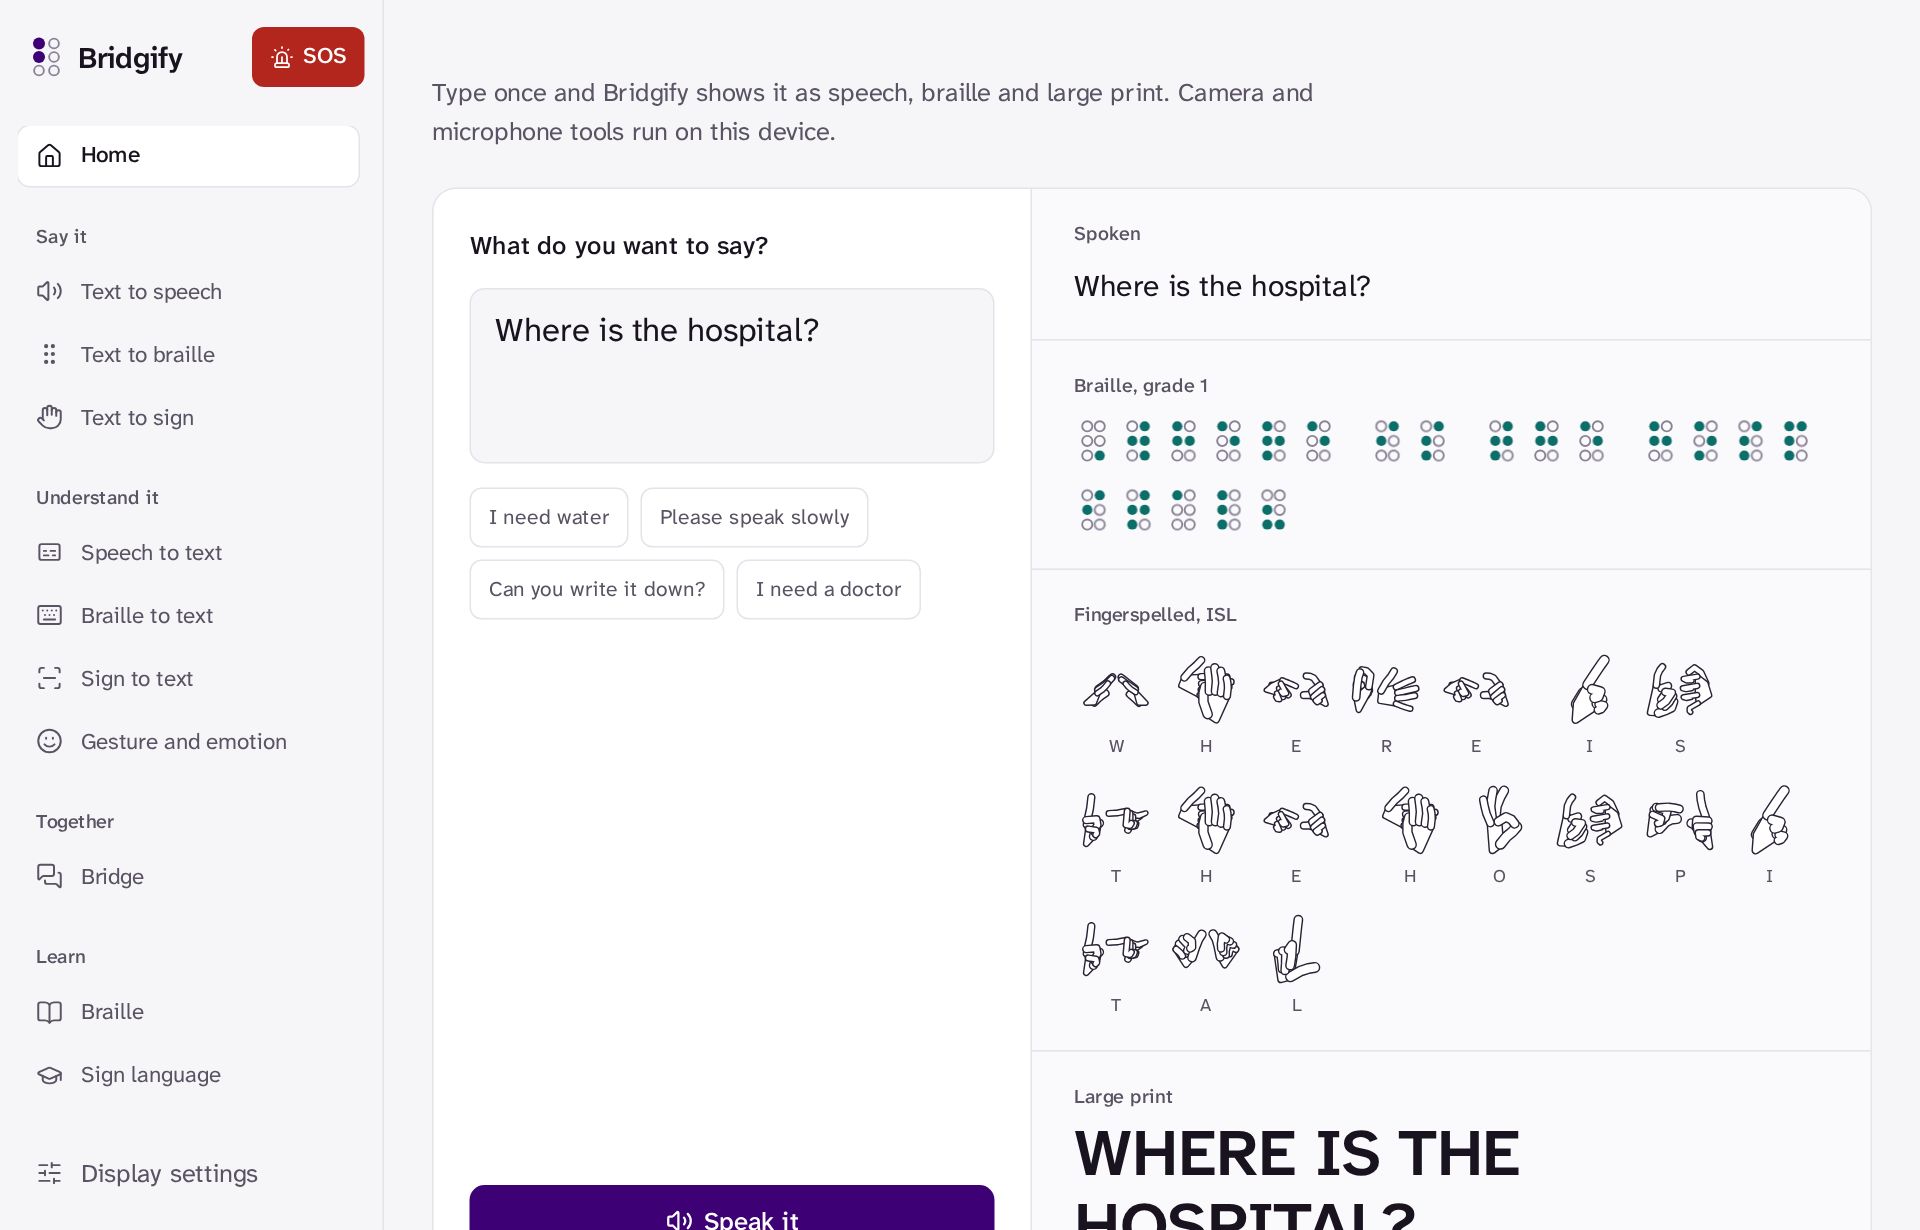 Bridgify
SOS
Home
Say it
Text to speech
Text to braille
Text to sign
Understand it
Speech to text
Braille to text
Sign to text
Gesture and emotion
Together
Bridge
Learn
Braille
Sign language
Display settings
Type once and Bridgify shows it as speech, braille and large print. Camera and
microphone tools run on this device.
What do you want to say?
Where is the hospital?
I need water
Please speak slowly
Can you write it down?
I need a doctor
Speak it
Spoken
Where is the hospital?
Braille, grade 1
⠠⠺⠓⠑⠗⠑ ⠊⠎ ⠞⠓⠑ ⠓⠕⠎⠏
⠊⠞⠁⠇⠦
Fingerspelled, ISL
W H E R E I S
T H E H O S P I
T A L
Large print
WHERE IS THE
HOSPITAL?